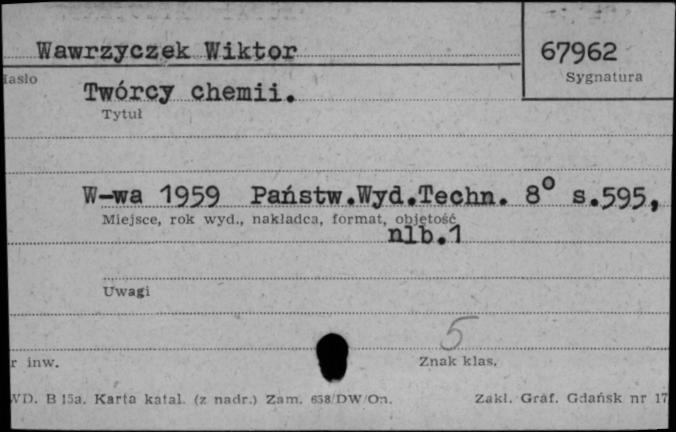 Wawrzyczek Wiktor
67962
Hasło
Sygnatura
Twórcy chemii.
Tytuł
W-wa 1959 Państw.Wyd.Techn. 8° s.595,
Miejsce, rok wyd., nakładca, format, objętość
nlb.1
Uwagi
5
r inw.
Znak klas.
WD. B 15a. Karta katal. (z nadr.) Zam. 658/DW/On.
Zakł. Graf. Gdańsk nr 17